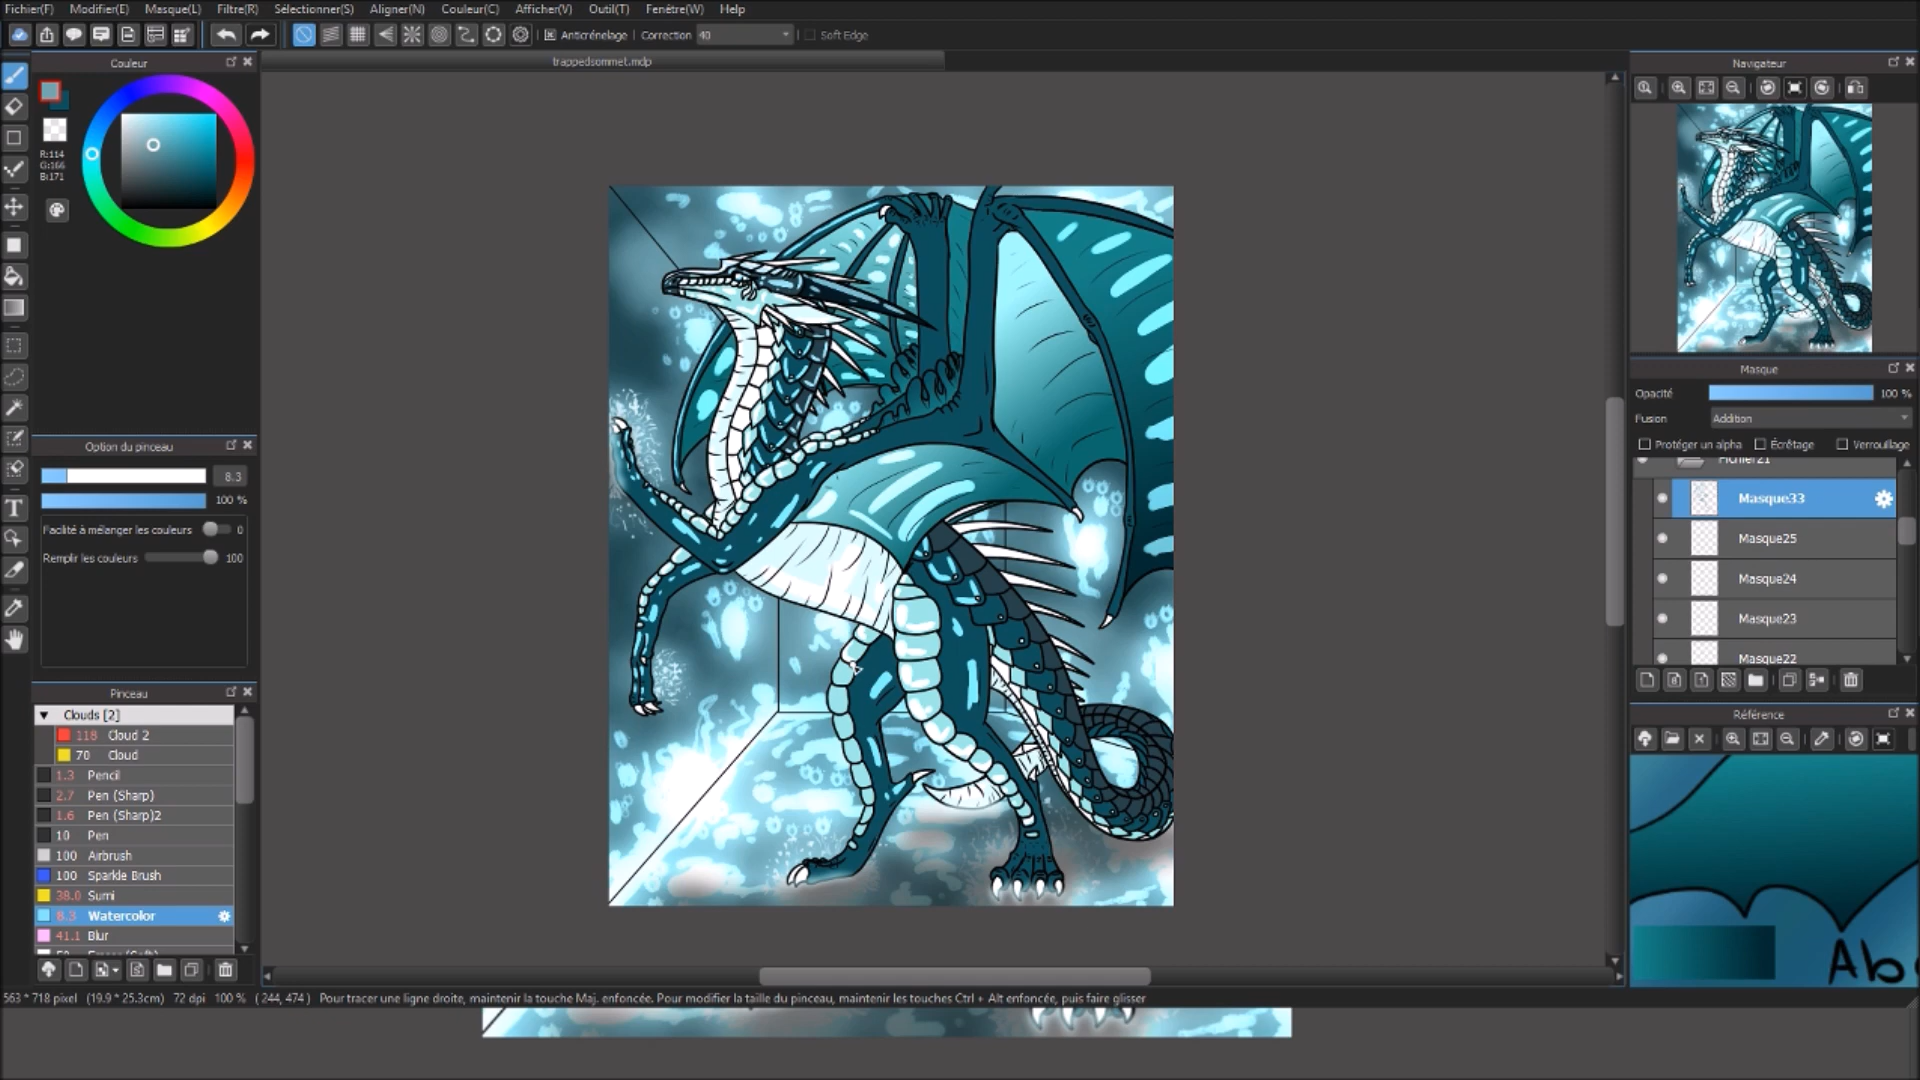 Fichier(F) Modifier(E) Masque(L) Filtre(R) Sélectionner(S) Aligner(N) Couleur(C) Afficher(V) Outil(T) Fenêtre(W) Help
Anticrénelage Correction 40 Soft Edge
Couleur
trappedsommet.mdp
Navigateur
R:114
G:166
B:171
Masque
Opacité 100 %
Fusion Addition
Protéger un alpha Écrêtage Verrouillage
Fichier21
Masque33
Masque25
Masque24
Masque23
Masque22
Option du pinceau
8.3
100 %
Facilité à mélanger les couleurs 0
Remplir les couleurs 100
Pinceau
Clouds [2]
118 Cloud 2
70 Cloud
1.3 Pencil
2.7 Pen (Sharp)
1.6 Pen (Sharp)2
10 Pen
100 Airbrush
100 Sparkle Brush
38.0 Sumi
8.3 Watercolor
41.1 Blur
50 Eraser (Soft)
Référence
Ab
563 * 718 pixel (19.9 * 25.3cm) 72 dpi 100 % ( 244, 474 ) Pour tracer une ligne droite, maintenir la touche Maj. enfoncée. Pour modifier la taille du pinceau, maintenir les touches Ctrl + Alt enfoncée, puis faire glisser